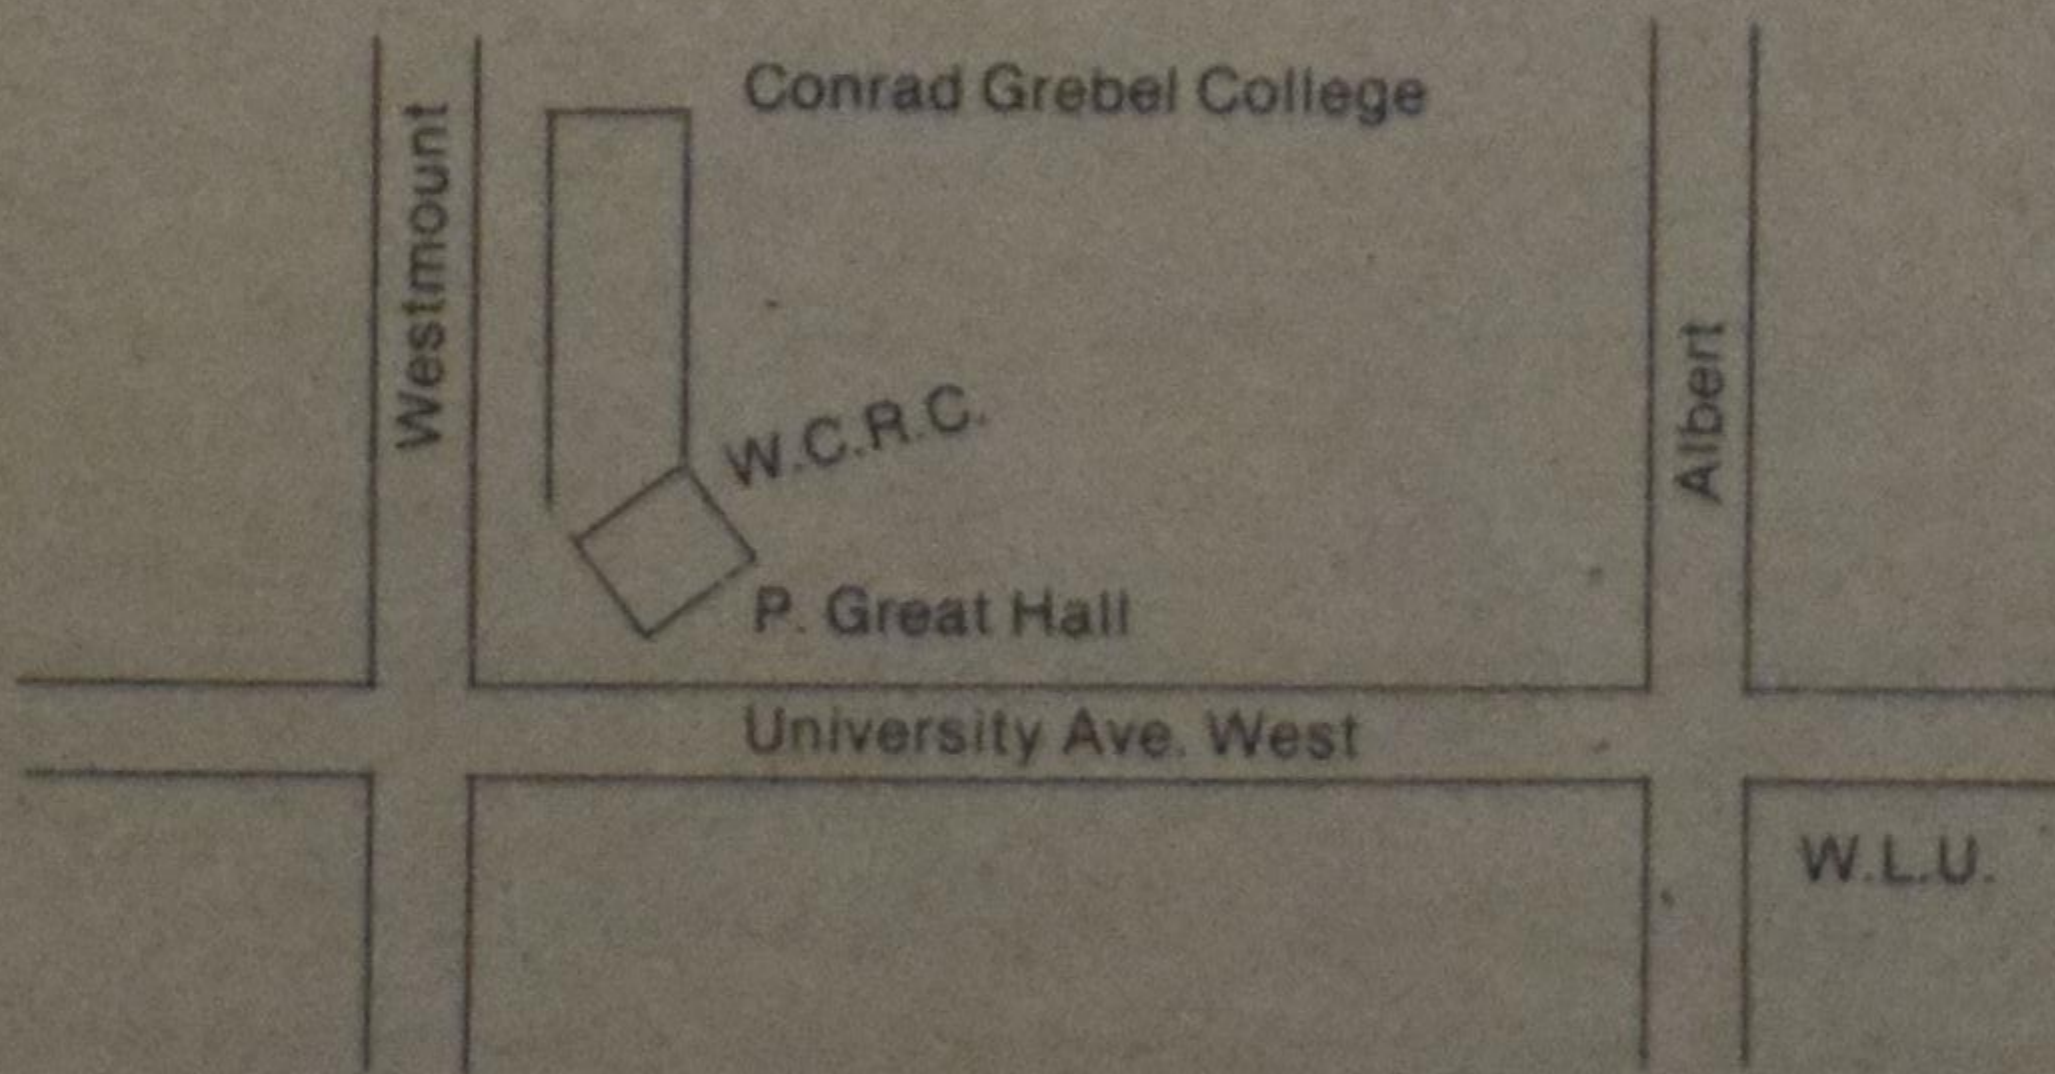 Conrad Grebel College
Westmount
W.C.R.C.
Albert
P. Great Hall
University Ave. West
W.L.U.